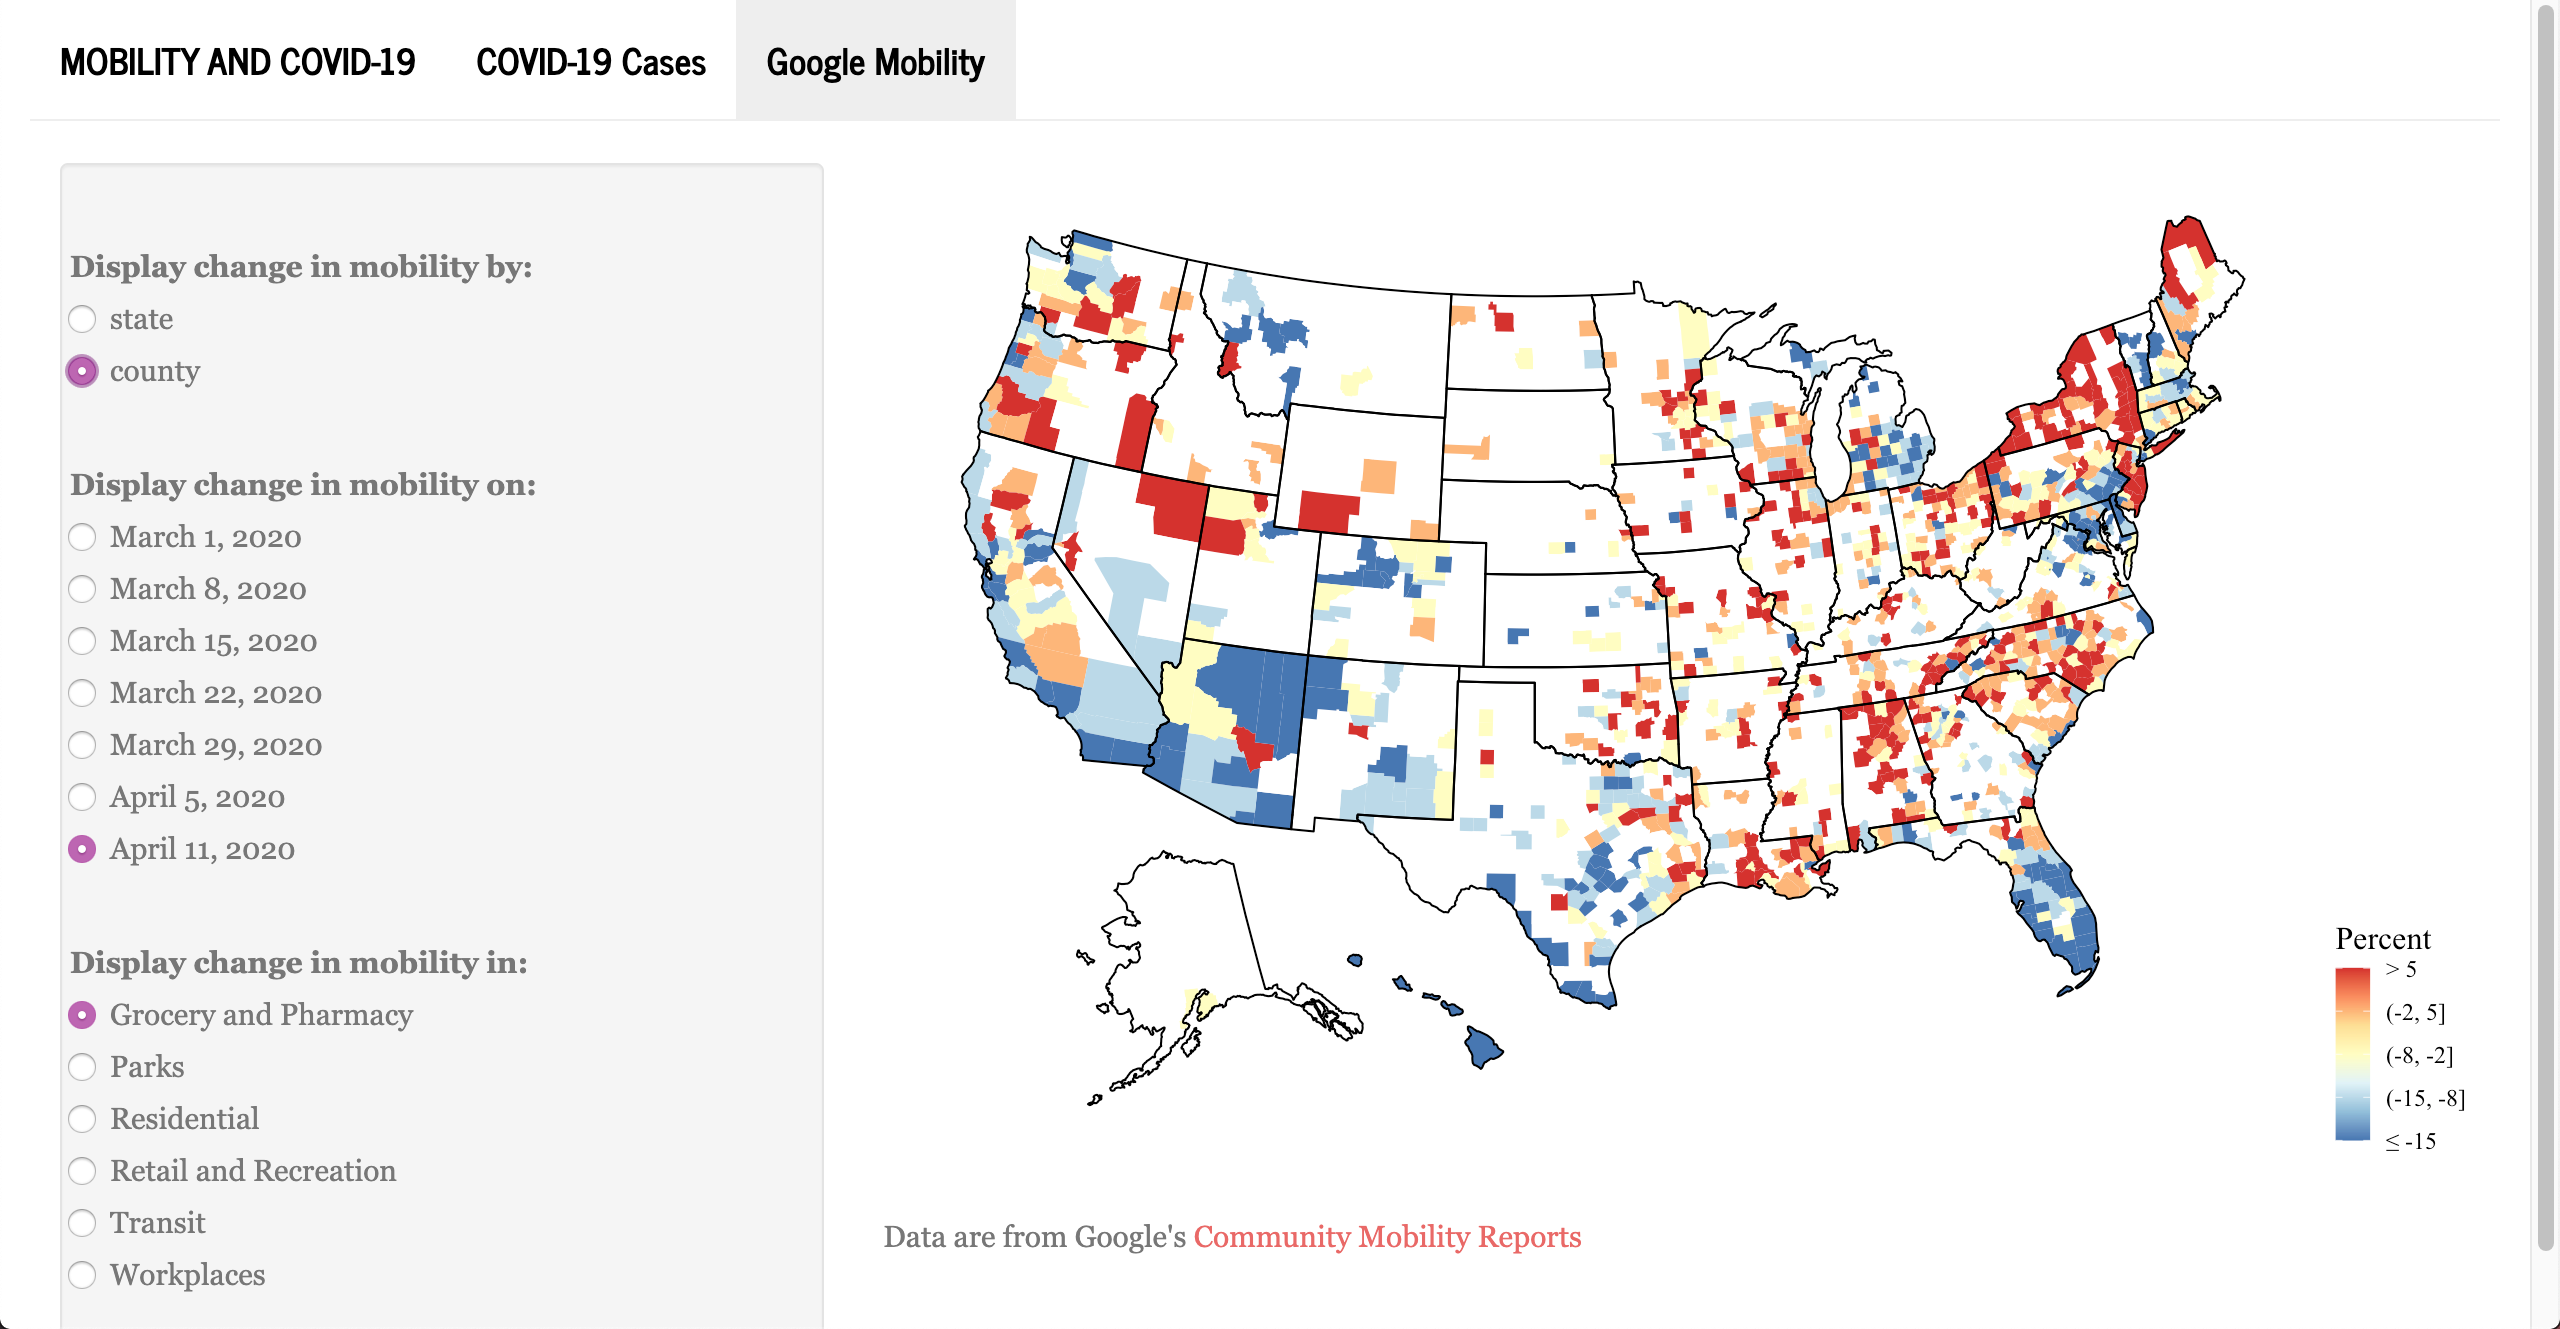 MOBILITY AND COVID-19 COVID-19 Cases Google Mobility
Display change in mobility by:
state
county
Display change in mobility on:
March 1, 2020
March 8, 2020
March 15, 2020
March 22, 2020
March 29, 2020
April 5, 2020
April 11, 2020
Display change in mobility in:
Grocery and Pharmacy
Parks
Residential
Retail and Recreation
Transit
Workplaces
Percent
> 5
(-2, 5]
(-8, -2]
(-15, -8]
≤ -15
Data are from Google's Community Mobility Reports